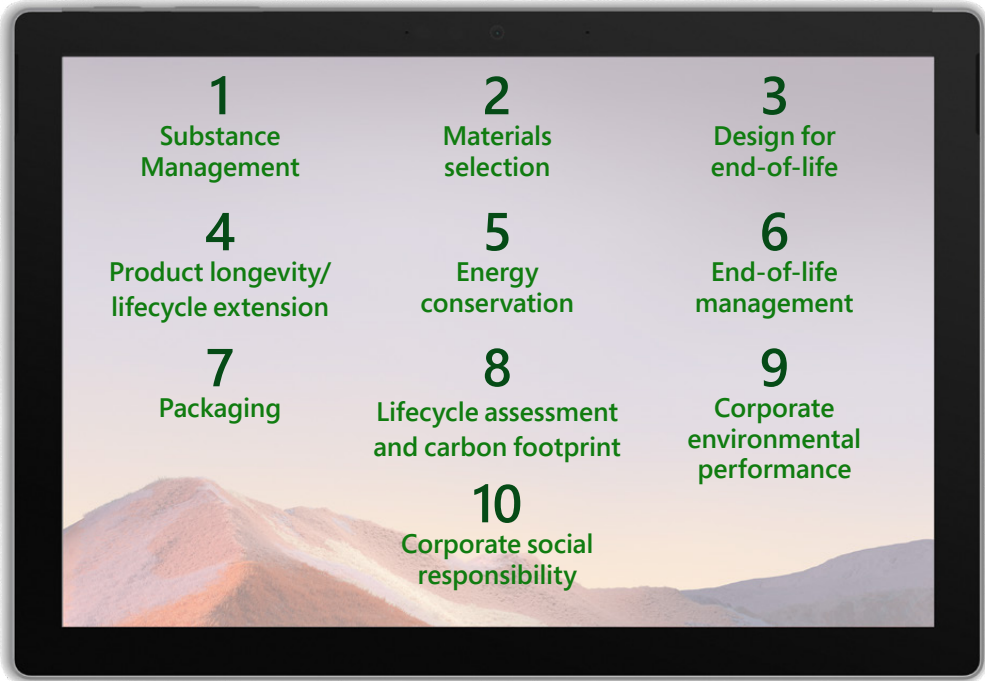 1
Substance
Management
2
Materials
selection
3
Design for
end-of-life
4
Product longevity/
lifecycle extension
5
Energy
conservation
6
End-of-life
management
7
Packaging
8
Lifecycle assessment
and carbon footprint
9
Corporate
environmental
performance
10
Corporate social
responsibility